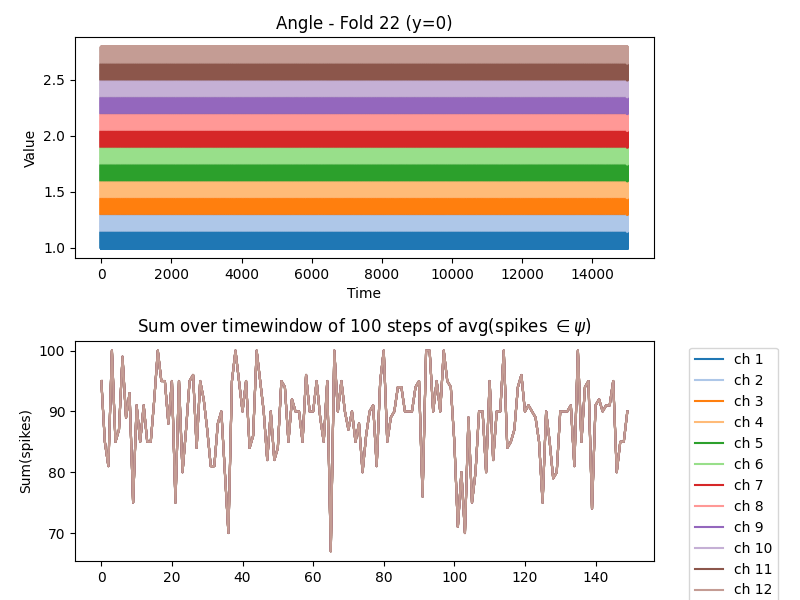 Angle - Fold 22 (y=0)
Value
2.5
2.0
1.5
1.0
0 2000 4000 6000 8000 10000 12000 14000
Time
Sum over timewindow of 100 steps of avg(spikes ∈ψ)
Sum(spikes)
100
90
80
70
0 20 40 60 80 100 120 140
ch 1
ch 2
ch 3
ch 4
ch 5
ch 6
ch 7
ch 8
ch 9
ch 10
ch 11
ch 12